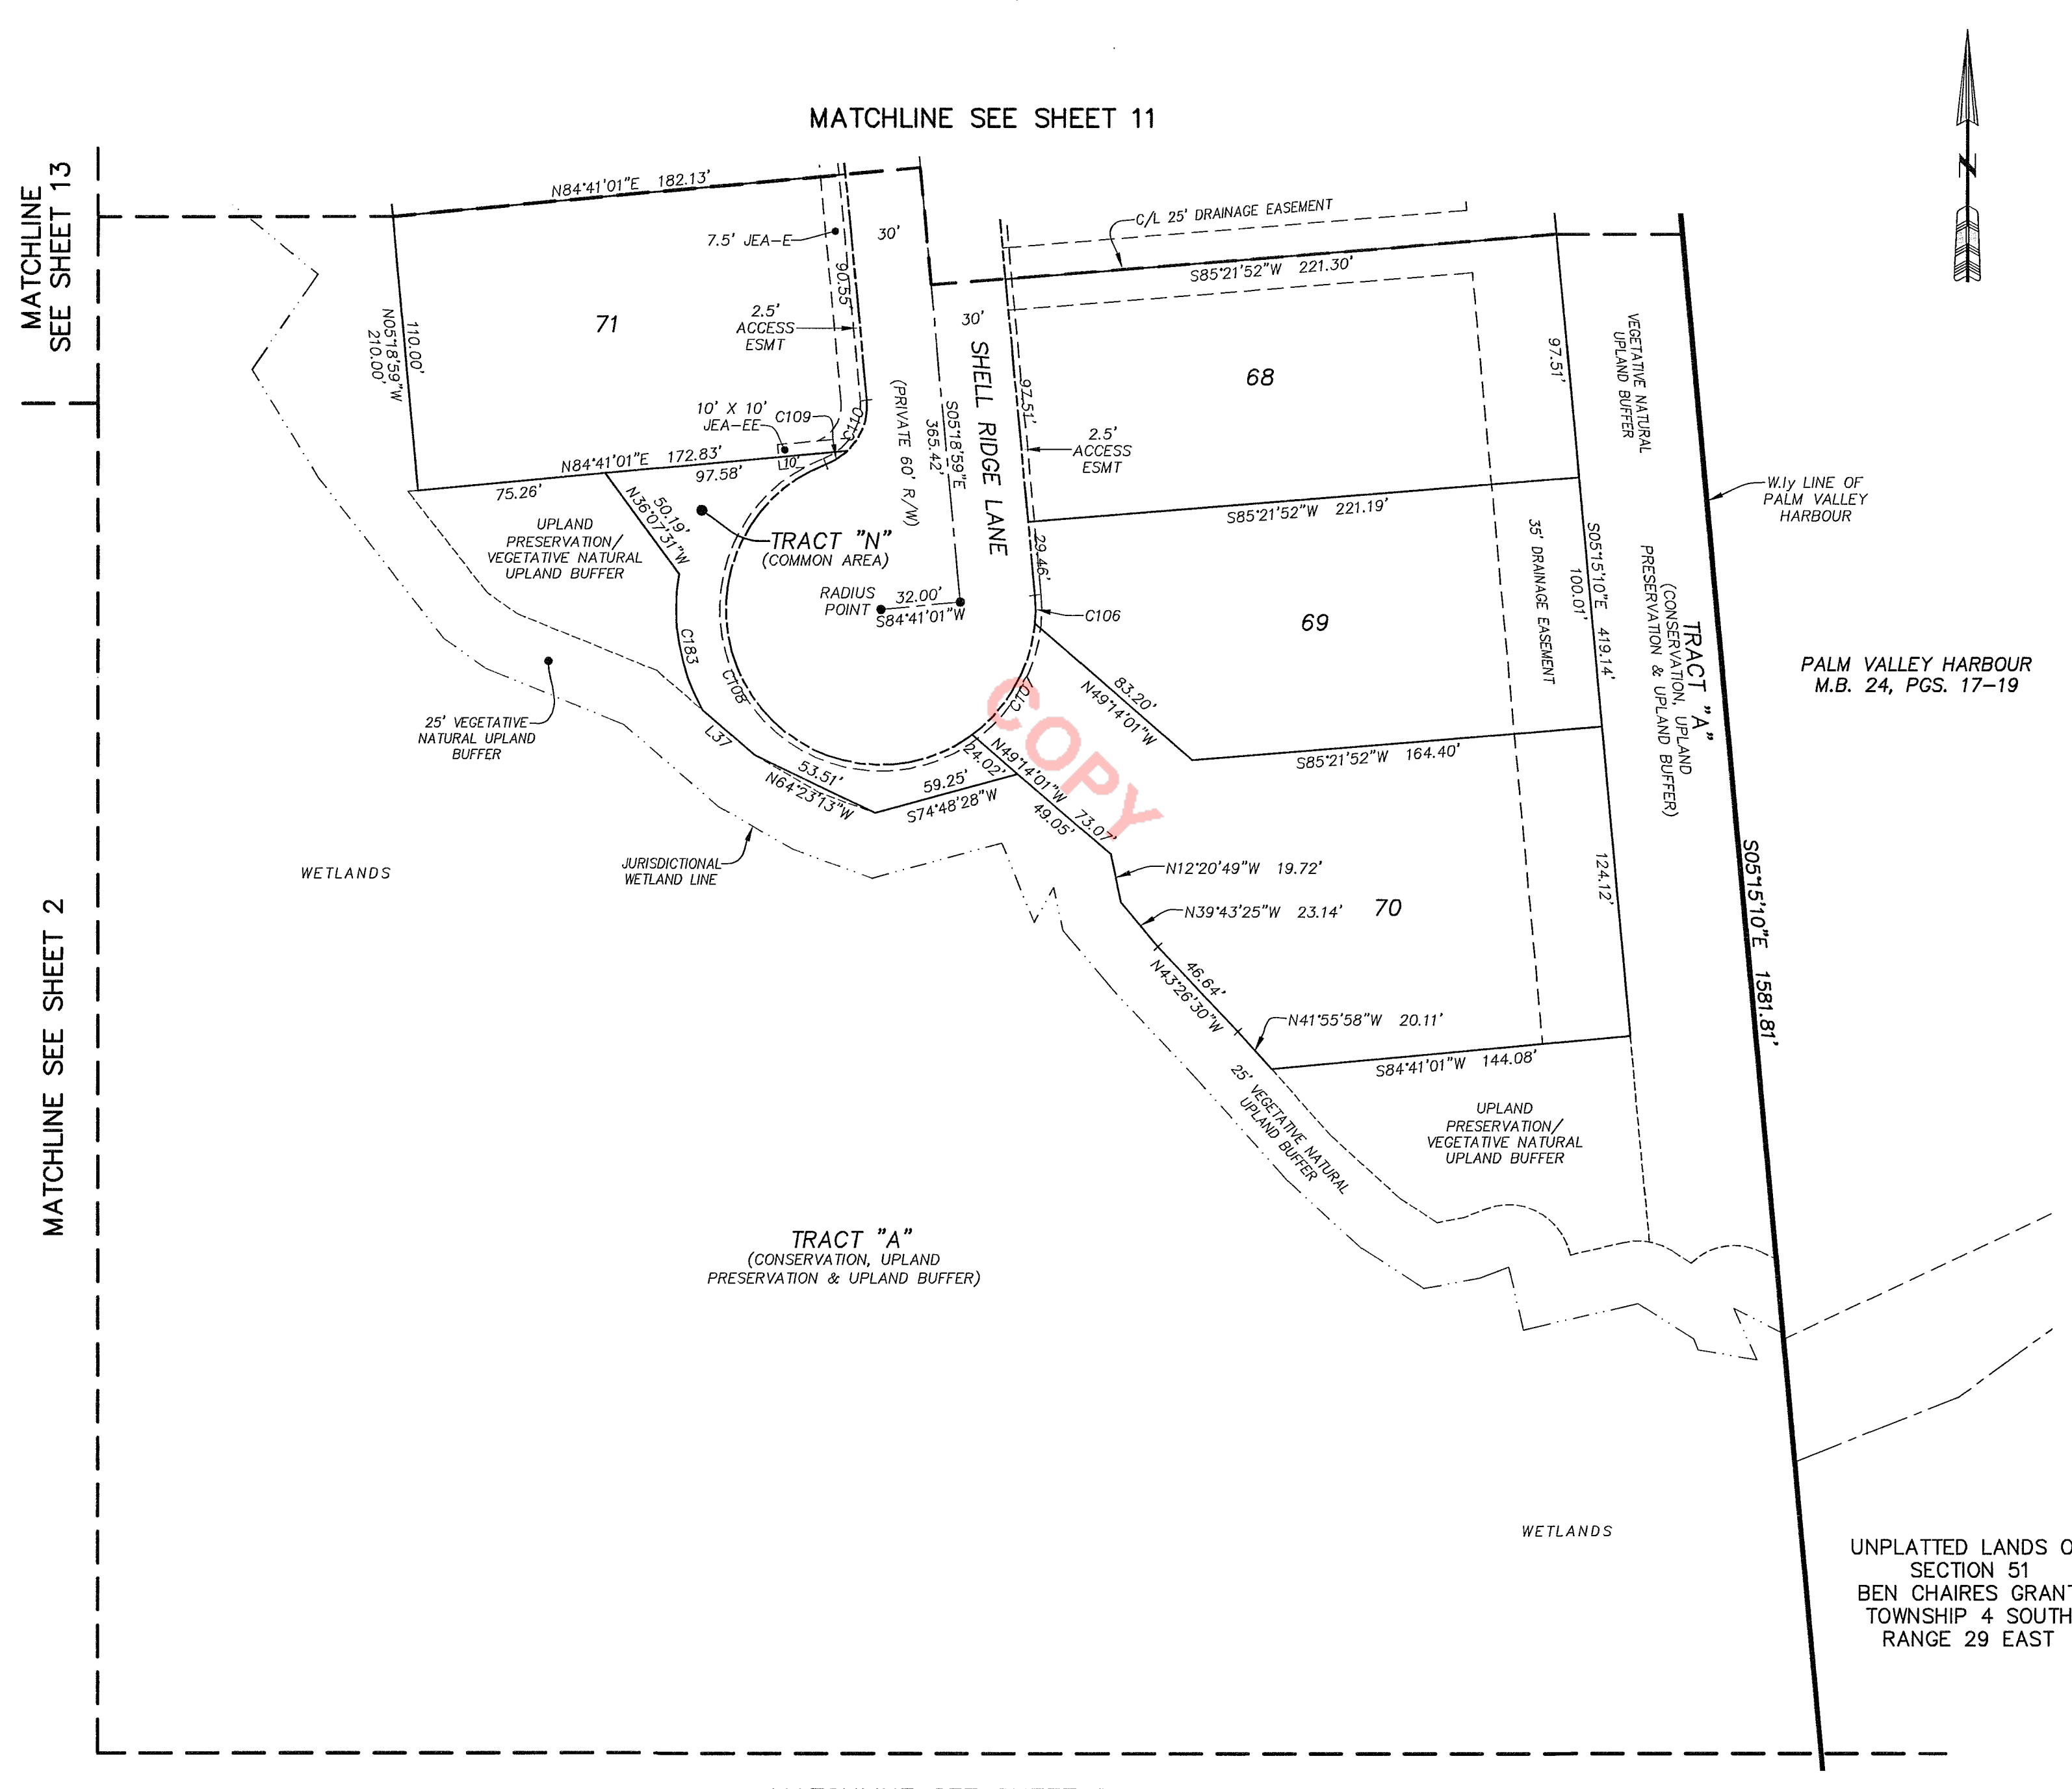 MATCHLINE SEE SHEET 11
MATCHLINE
SEE SHEET 13
N84°41'01"E 182.13'
7.5' JEA-E
30'
C/L 25' DRAINAGE EASEMENT
S85°21'52"W 221.30'
90.55'
N
110.00'
N05°18'59"W
210.00'
71
2.5'
ACCESS
ESMT
30'
SHELL RIDGE LANE
(PRIVATE 60' R/W)
S05°18'59"E
365.42'
97.51'
68
97.51'
VEGETATIVE NATURAL
UPLAND BUFFER
10' X 10'
JEA-EE
C109
C110
2.5'
ACCESS
ESMT
N84°41'01"E 172.83'
L10'
97.58'
75.26'
W.ly LINE OF
PALM VALLEY
HARBOUR
S85°21'52"W 221.19'
50.19'
N36°07'31"W
UPLAND
PRESERVATION/
VEGETATIVE NATURAL
UPLAND BUFFER
TRACT "N"
(COMMON AREA)
29.46'
35' DRAINAGE EASEMENT
S05°15'10"E 419.14'
100.01'
RADIUS
POINT
32.00'
S84°41'01"W
C106
69
TRACT "A"
(CONSERVATION, UPLAND
PRESERVATION & UPLAND BUFFER)
PALM VALLEY HARBOUR
M.B. 24, PGS. 17-19
C183
C108
C107
83.20'
N49°14'01"W
25' VEGETATIVE
NATURAL UPLAND
BUFFER
L37
COPY
S85°21'52"W 164.40'
53.51'
N64°23'13"W
59.25'
S74°48'28"W
24.02'
N49°14'01"W 73.07'
49.05'
WETLANDS
JURISDICTIONAL
WETLAND LINE
N12°20'49"W 19.72'
124.12'
S05°15'10"E 1581.81'
MATCHLINE SEE SHEET 2
N39°43'25"W 23.14'
70
46.64'
N43°26'30"W
N41°55'58"W 20.11'
S84°41'01"W 144.08'
25' VEGETATIVE NATURAL
UPLAND BUFFER
UPLAND
PRESERVATION/
VEGETATIVE NATURAL
UPLAND BUFFER
TRACT "A"
(CONSERVATION, UPLAND
PRESERVATION & UPLAND BUFFER)
WETLANDS
UNPLATTED LANDS O
SECTION 51
BEN CHAIRES GRANT
TOWNSHIP 4 SOUTH
RANGE 29 EAST